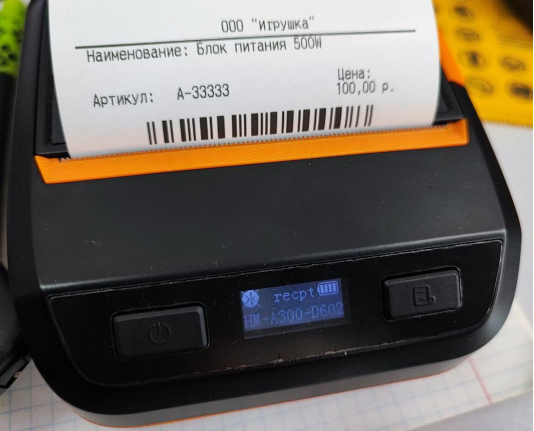 ООО "Игрушка"
Наименование: Блок питания 500W
Цена:
Артикул: A-33333 100,00 р.
recpt
HM-A300-D602